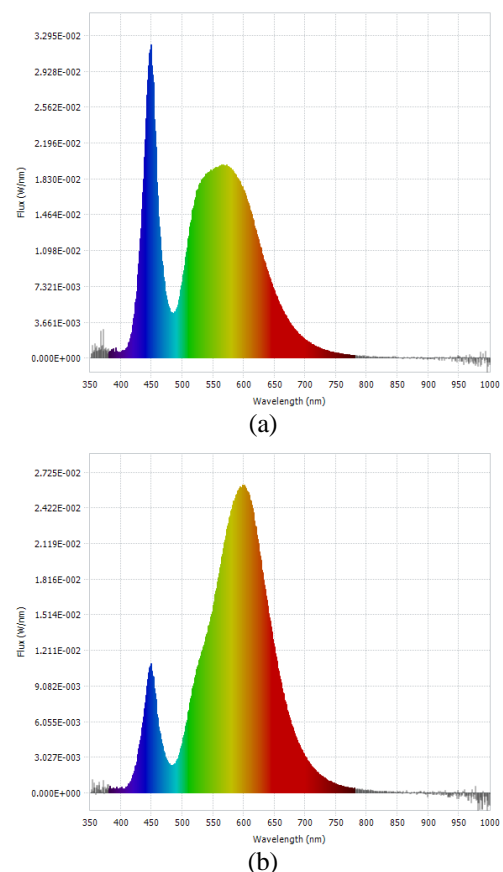 3.295E-002
2.928E-002
2.562E-002
2.196E-002
1.830E-002
1.464E-002
1.098E-002
7.321E-003
3.661E-003
0.000E+000
Flux (W/nm)
350 400 450 500 550 600 650 700 750 800 850 900 950 1000
Wavelength (nm)
(a)
2.725E-002
2.422E-002
2.119E-002
1.816E-002
1.514E-002
1.211E-002
9.082E-003
6.055E-003
3.027E-003
0.000E+000
Flux (W/nm)
350 400 450 500 550 600 650 700 750 800 850 900 950 1000
Wavelength (nm)
(b)